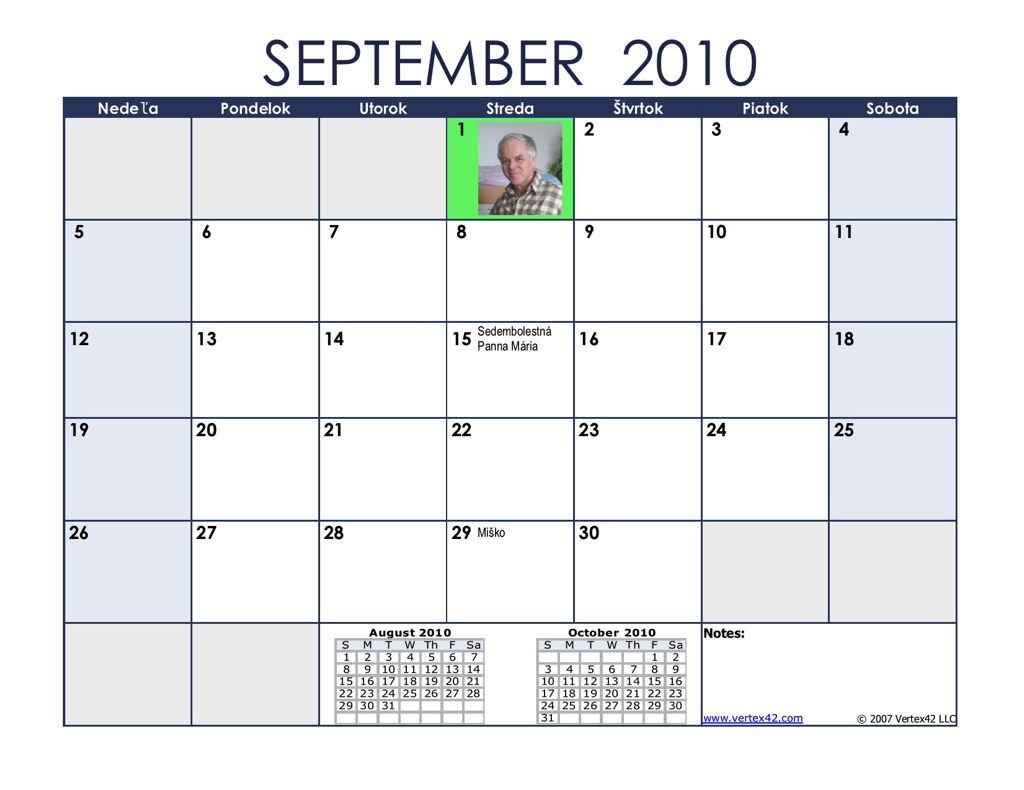 SEPTEMBER 2010
Nedeľa Pondelok Utorok Streda Štvrtok Piatok Sobota
1 2 3 4
5 6 7 8 9 10 11
12 13 14 15 Sedembolestná Panna Mária 16 17 18
19 20 21 22 23 24 25
26 27 28 29 Miško 30
August 2010
S M T W Th F Sa
1 2 3 4 5 6 7
8 9 10 11 12 13 14
15 16 17 18 19 20 21
22 23 24 25 26 27 28
29 30 31
October 2010
S M T W Th F Sa
1 2
3 4 5 6 7 8 9
10 11 12 13 14 15 16
17 18 19 20 21 22 23
24 25 26 27 28 29 30
31
Notes:
www.vertex42.com © 2007 Vertex42 LLC